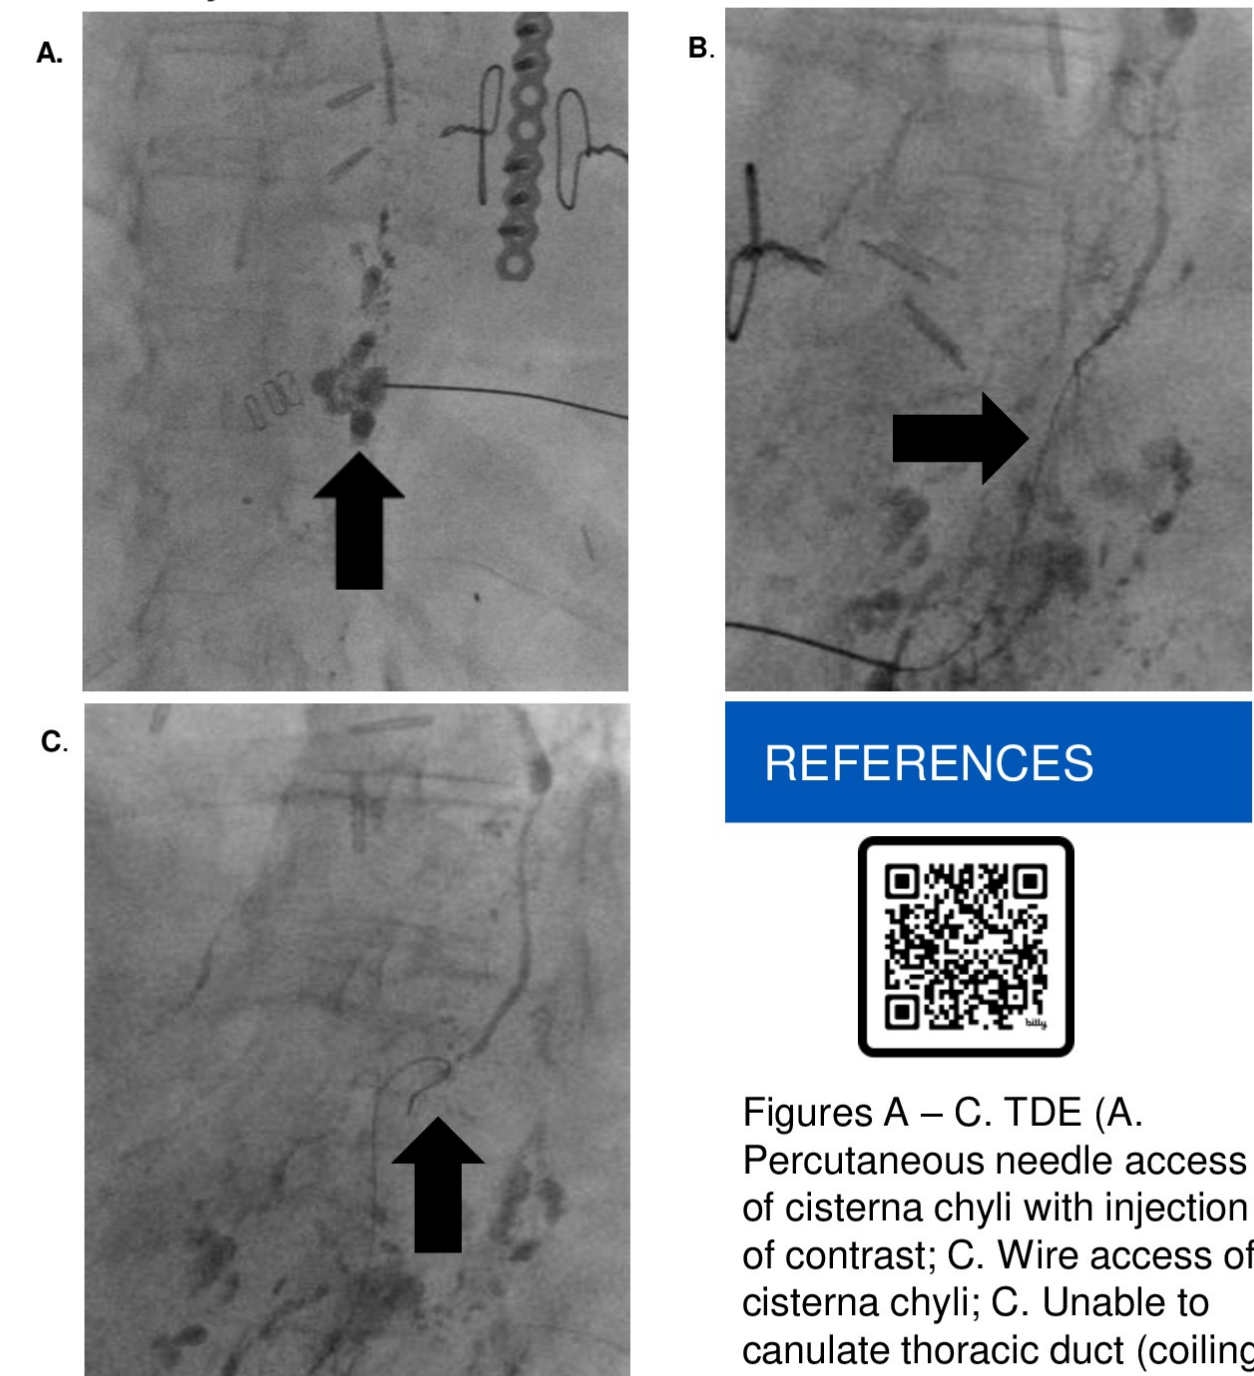 A.
B.
C.
REFERENCES
billy
Figures A – C. TDE (A.
Percutaneous needle access
of cisterna chyli with injection
of contrast; C. Wire access of
cisterna chyli; C. Unable to
canulate thoracic duct (coiling